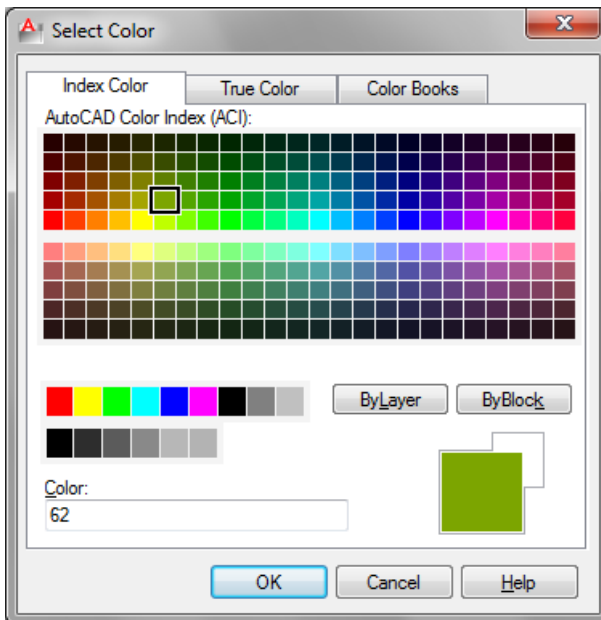 Select Color
Index Color True Color Color Books
AutoCAD Color Index (ACI):
ByLayer ByBlock
Color:
62
OK Cancel Help